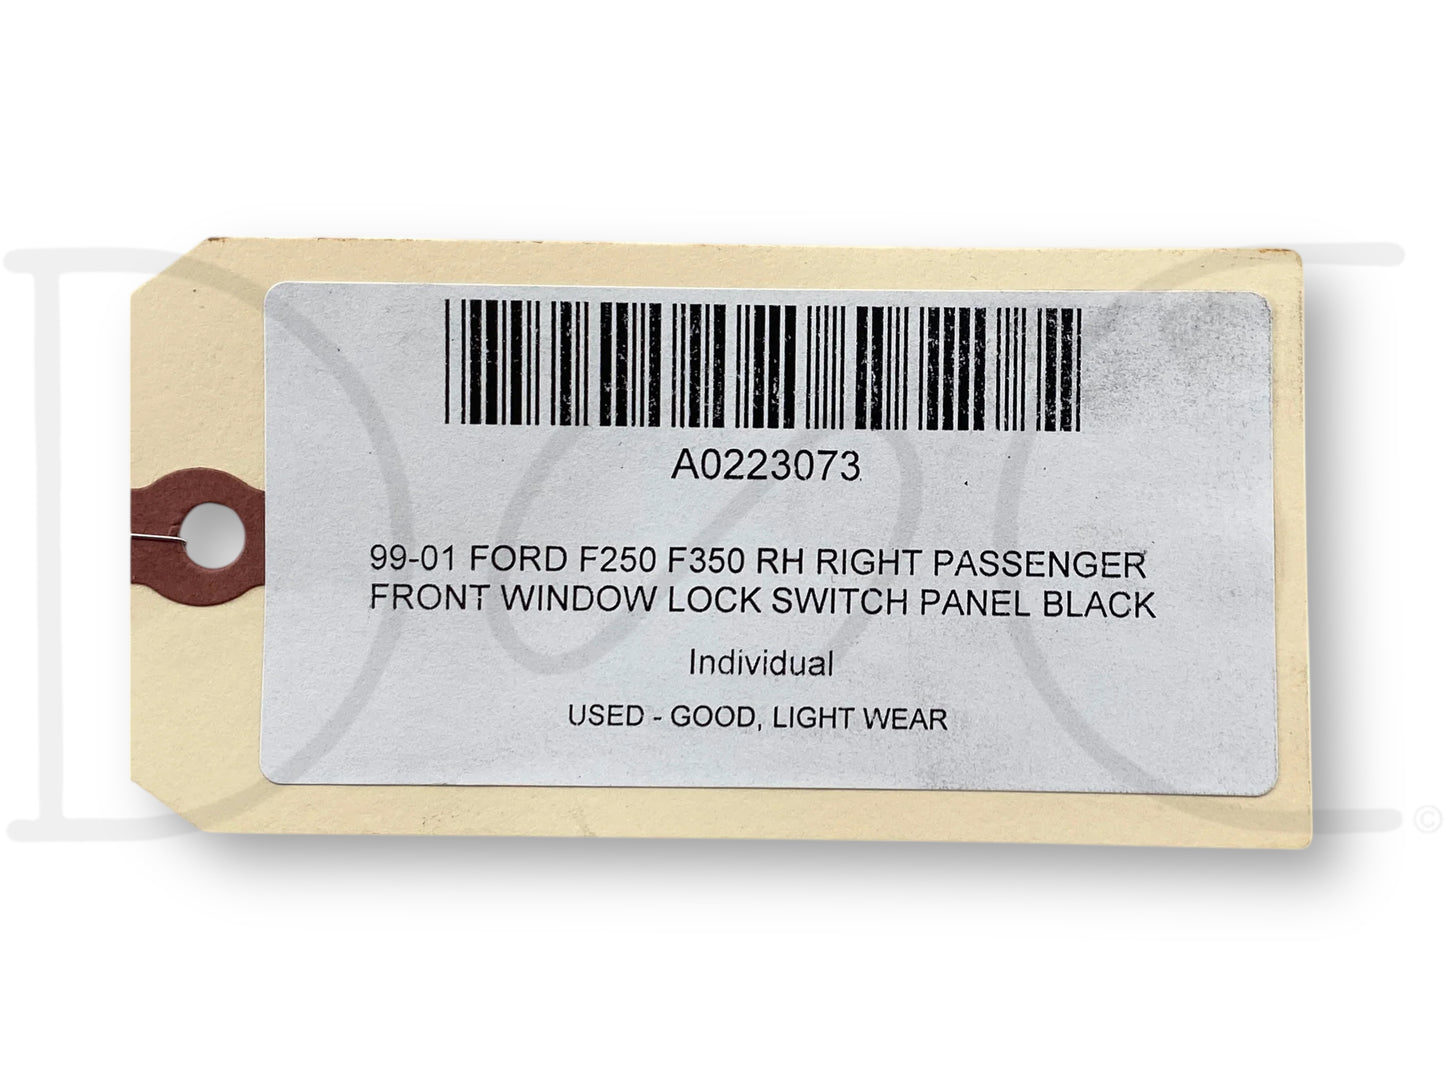 A0223073
99-01 FORD F250 F350 RH RIGHT PASSENGER
FRONT WINDOW LOCK SWITCH PANEL BLACK
Individual
USED - GOOD, LIGHT WEAR
©